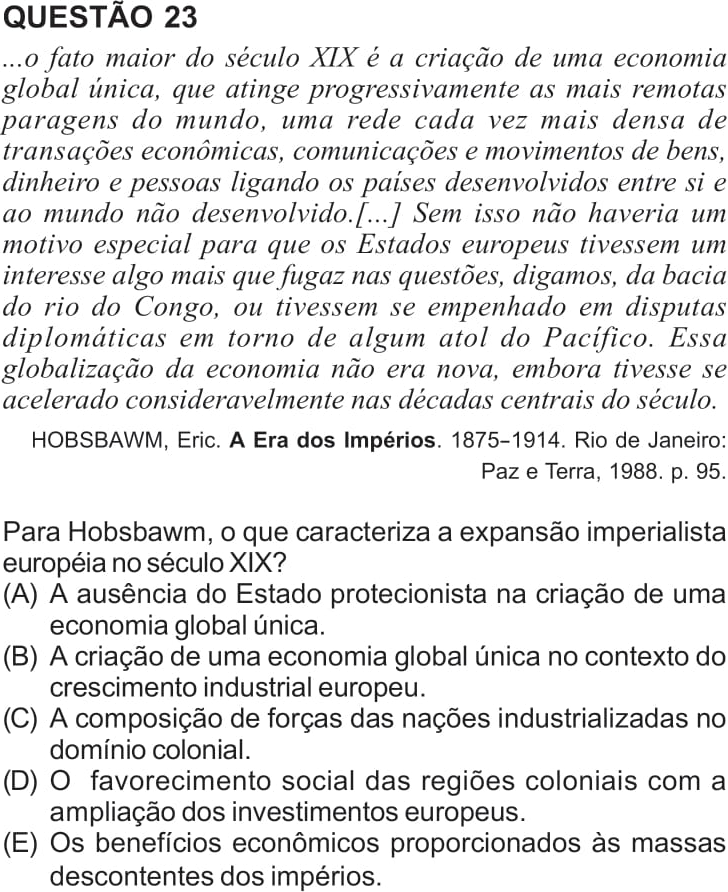 QUESTÃO 23
...o fato maior do século XIX é a criação de uma economia
global única, que atinge progressivamente as mais remotas
paragens do mundo, uma rede cada vez mais densa de
transações econômicas, comunicações e movimentos de bens,
dinheiro e pessoas ligando os países desenvolvidos entre si e
ao mundo não desenvolvido.[...] Sem isso não haveria um
motivo especial para que os Estados europeus tivessem um
interesse algo mais que fugaz nas questões, digamos, da bacia
do rio do Congo, ou tivessem se empenhado em disputas
diplomáticas em torno de algum atol do Pacífico. Essa
globalização da economia não era nova, embora tivesse se
acelerado consideravelmente nas décadas centrais do século.
HOBSBAWM, Eric. A Era dos Impérios. 1875-1914. Rio de Janeiro:
Paz e Terra, 1988. p. 95.
Para Hobsbawm, o que caracteriza a expansão imperialista
européia no século XIX?
(A) A ausência do Estado protecionista na criação de uma
economia global única.
(B) A criação de uma economia global única no contexto do
crescimento industrial europeu.
(C) A composição de forças das nações industrializadas no
domínio colonial.
(D) O favorecimento social das regiões coloniais com a
ampliação dos investimentos europeus.
(E) Os benefícios econômicos proporcionados às massas
descontentes dos impérios.